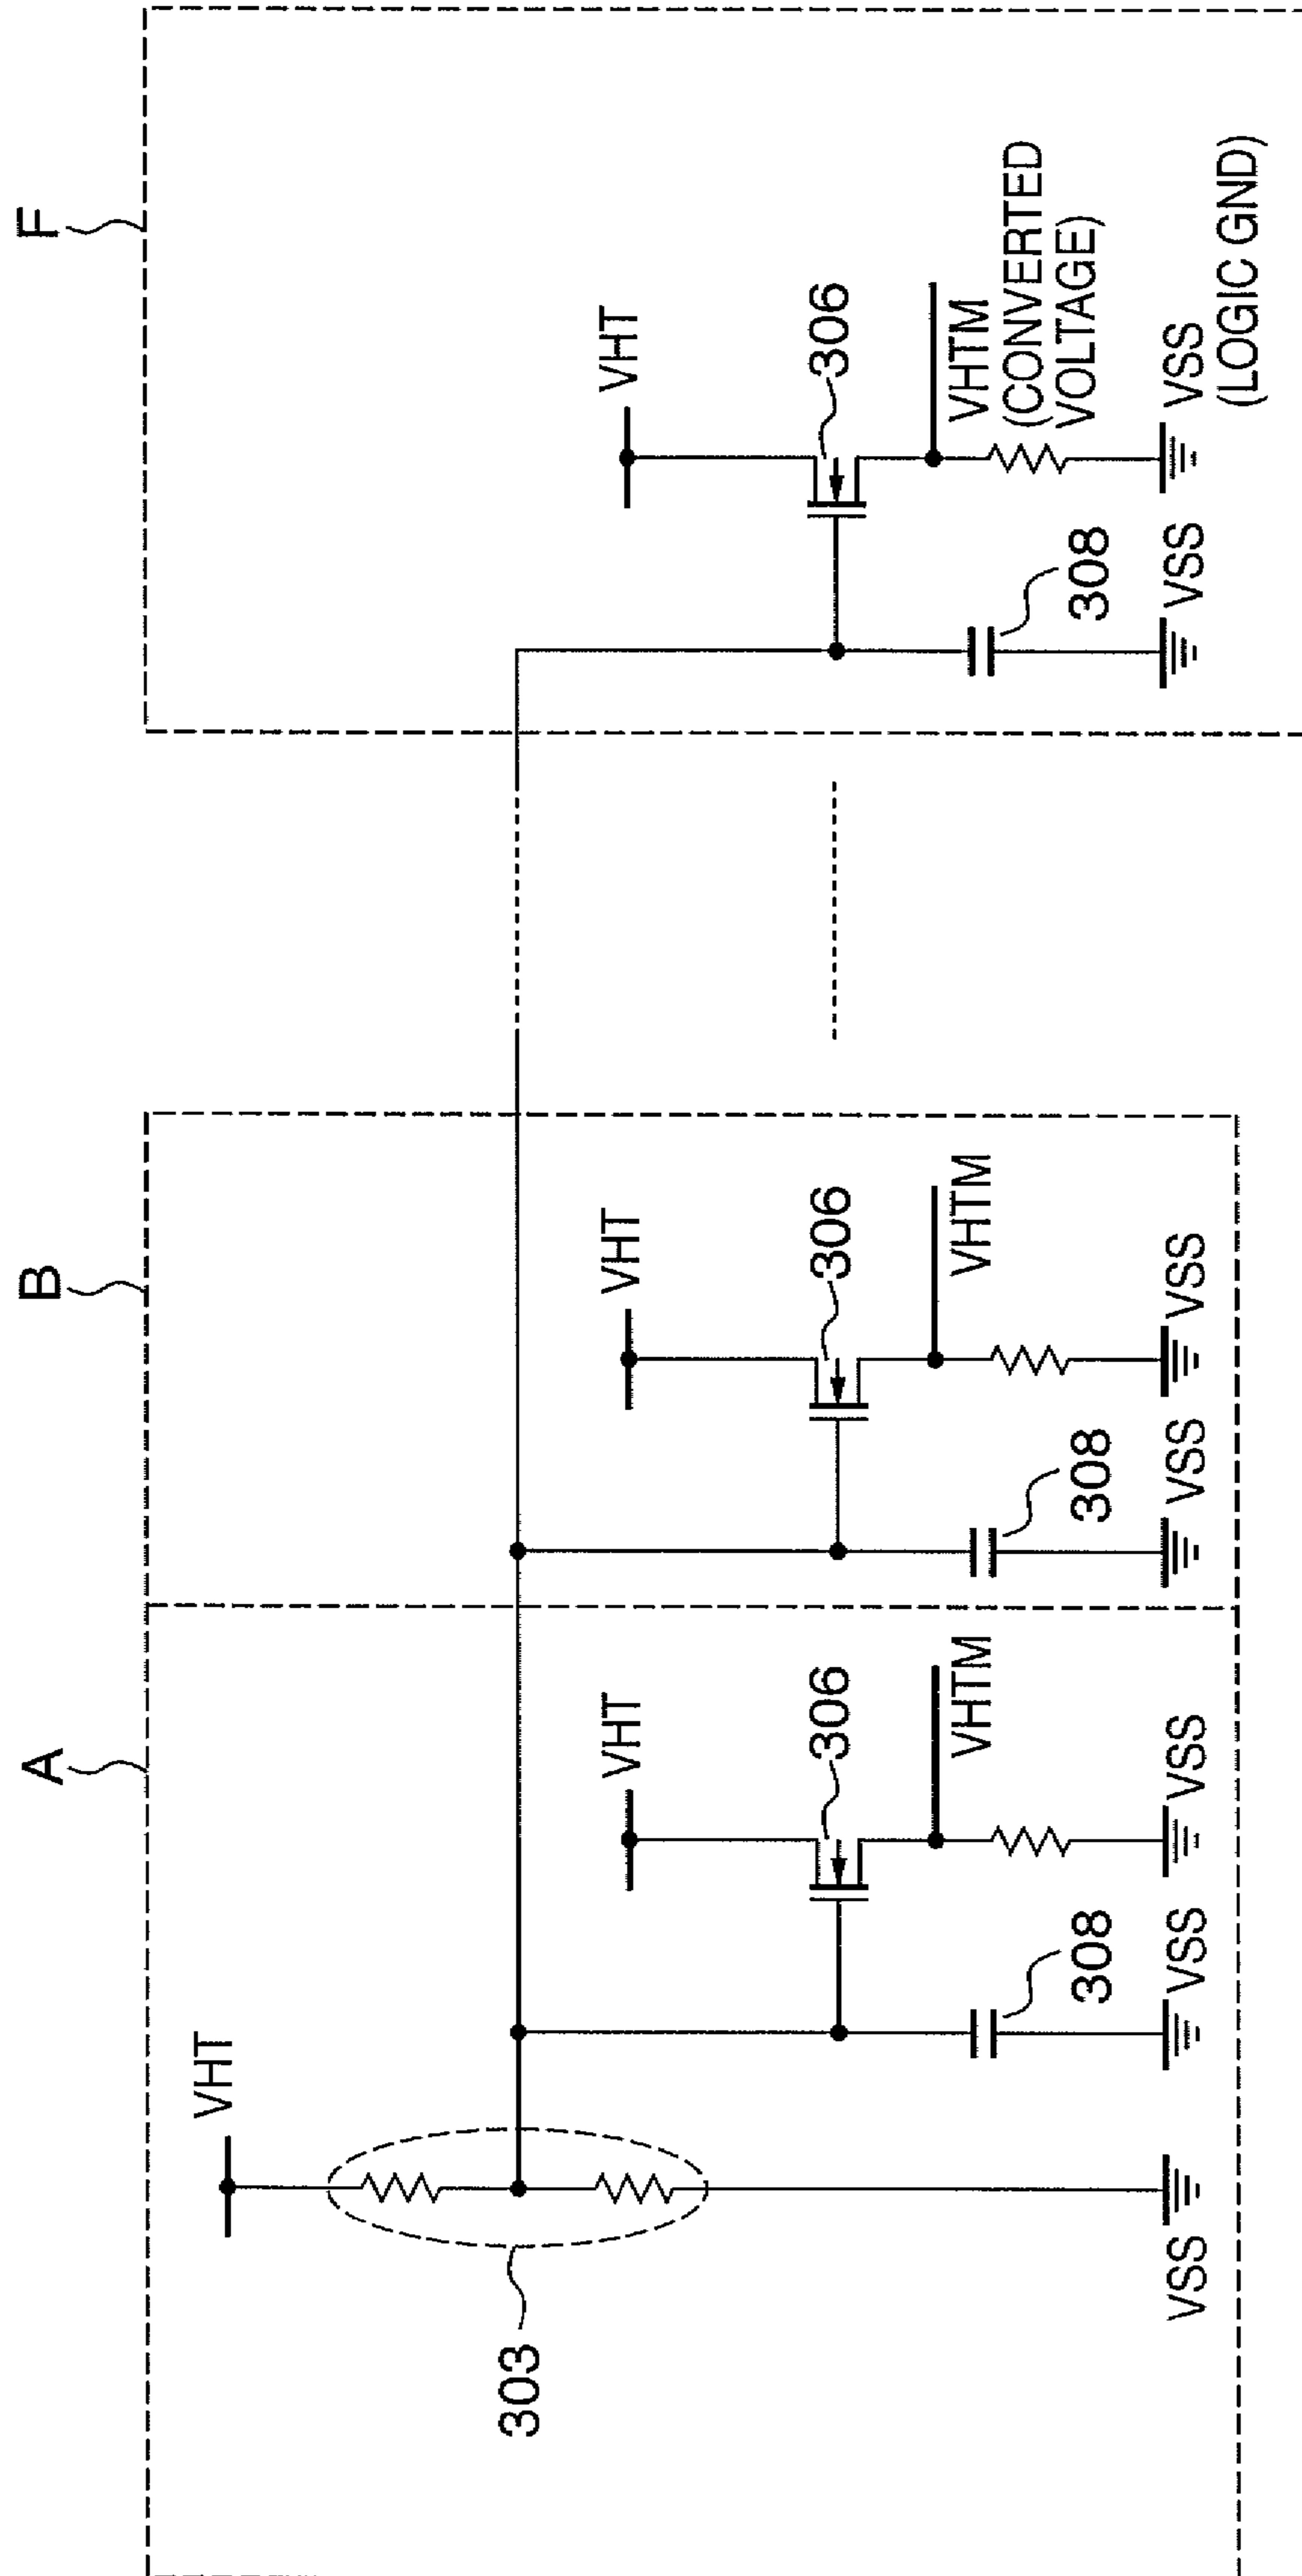 A
B
F
VHT
303
VSS
VHT
306
VHTM
308
VSS
VSS
VHT
306
VHTM
308
VSS
VSS
VHT
306
VHTM
(CONVERTED
VOLTAGE)
308
VSS
VSS
(LOGIC GND)